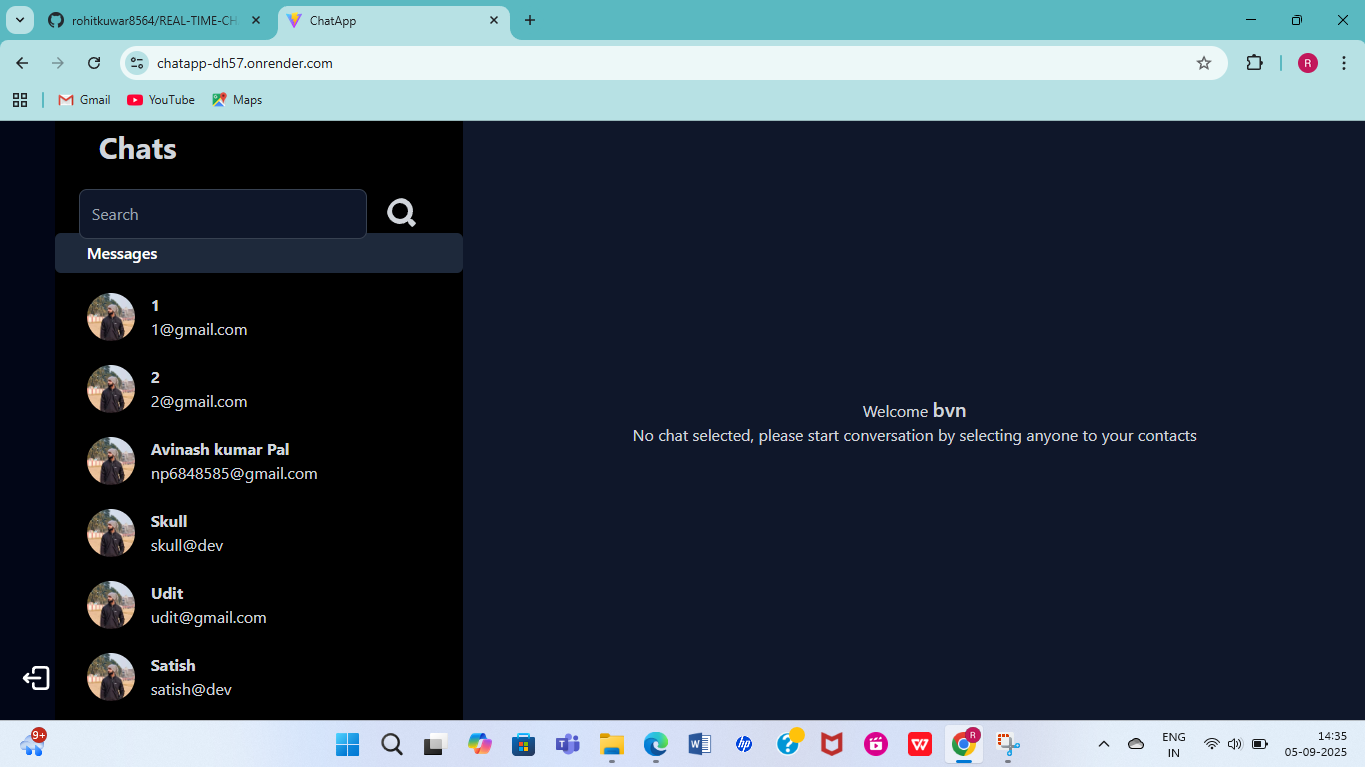 rohitkuwar8564/REAL-TIME-CH
ChatApp
chatapp-dh57.onrender.com
R
Gmail
YouTube
Maps
Chats
Search
Messages
1
1@gmail.com
2
2@gmail.com
Avinash kumar Pal
np6848585@gmail.com
Skull
skull@dev
Udit
udit@gmail.com
Satish
satish@dev
Welcome bvn
No chat selected, please start conversation by selecting anyone to your contacts
9+
hp
R
ENG
IN
14:35
05-09-2025